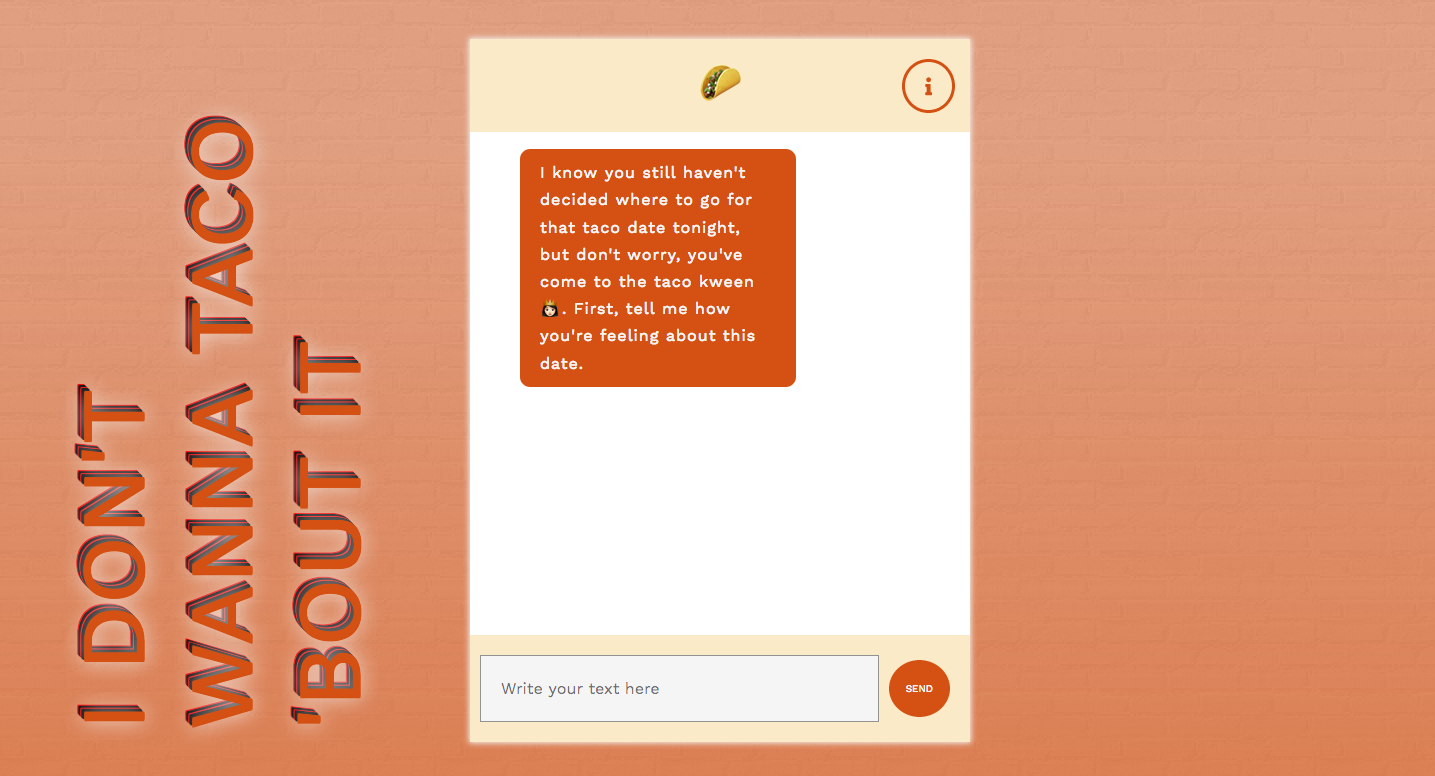 I DON'T
WANNA TACO
'BOUT IT
I know you still haven't
decided where to go for
that taco date tonight,
but don't worry, you've
come to the taco kween
👸🏻. First, tell me how
you're feeling about this
date.
Write your text here
SEND